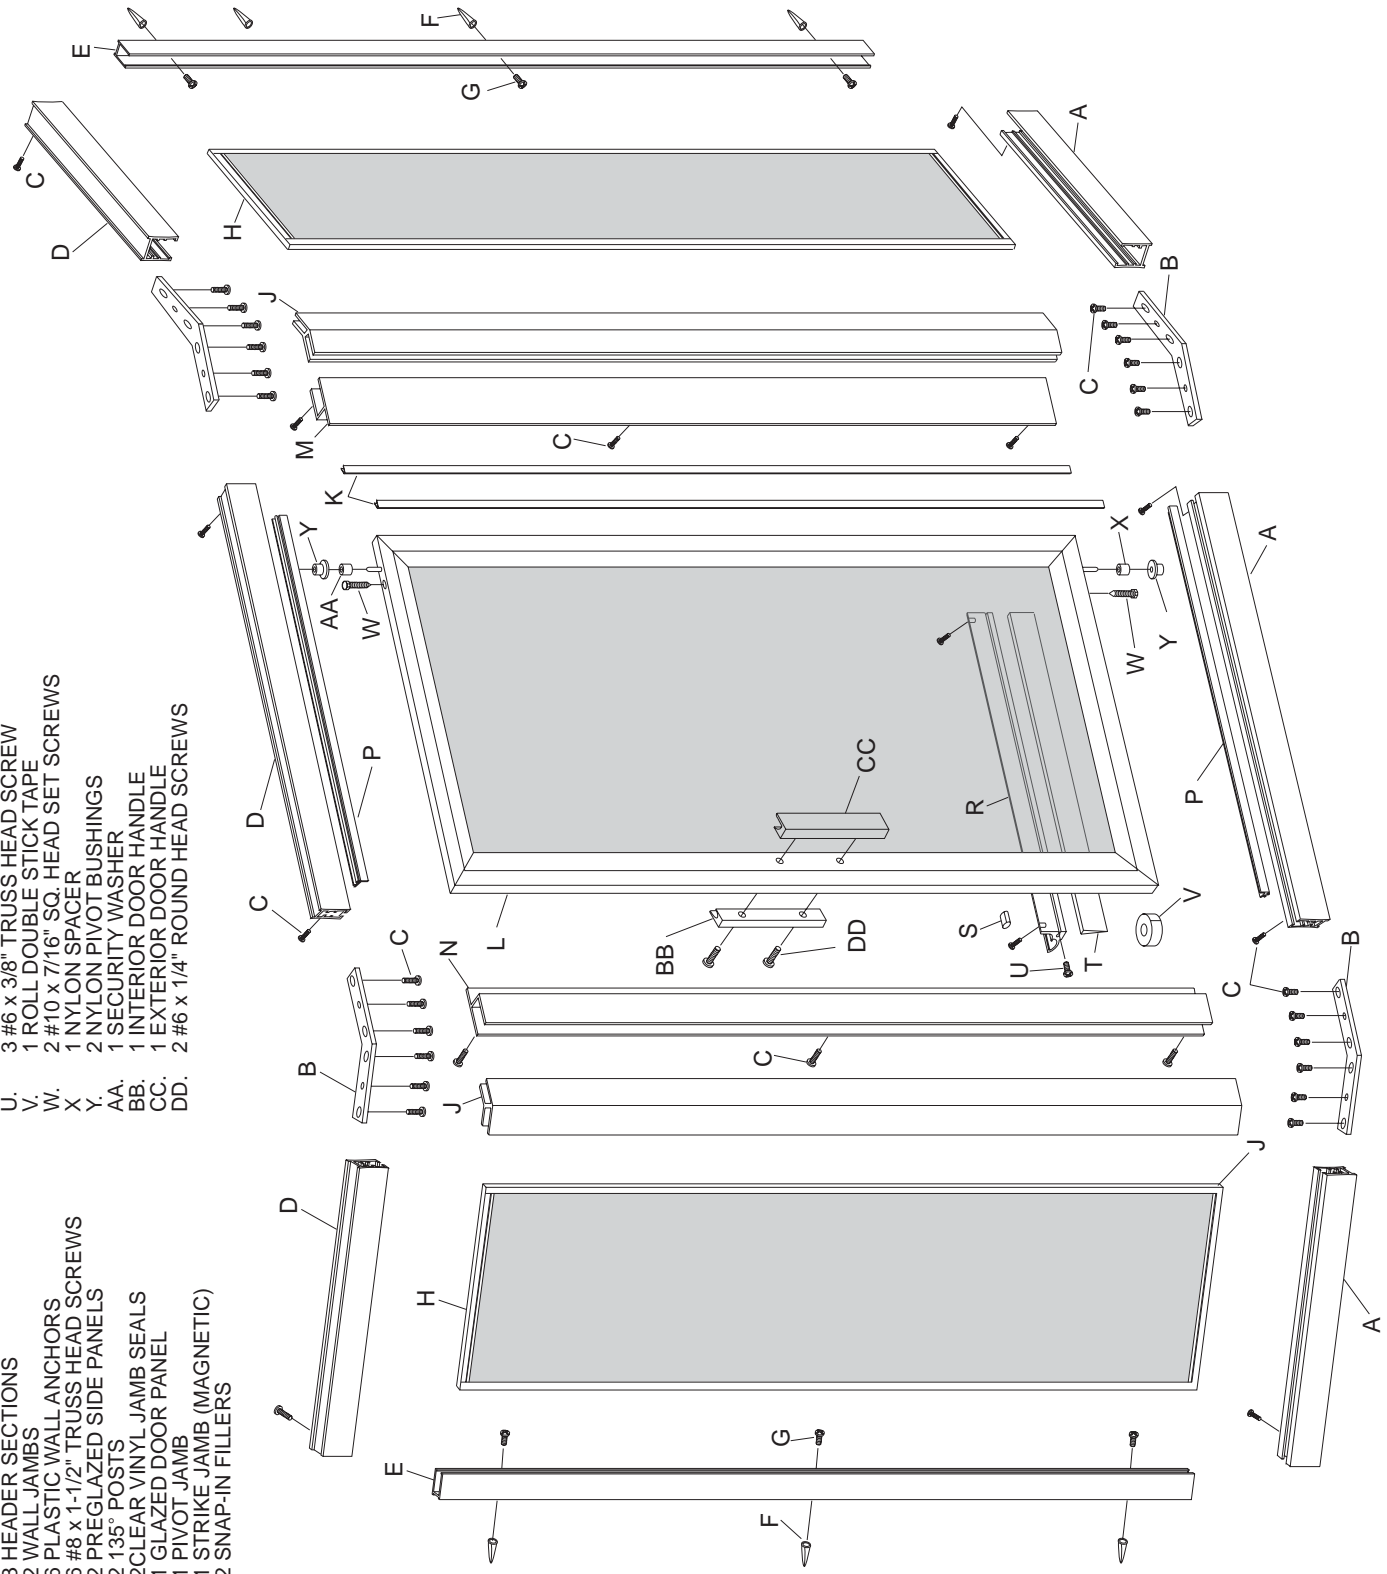 3 HEADER SECTIONS
2 WALL JAMBS
6 PLASTIC WALL ANCHORS
6 #8 x 1-1/2" TRUSS HEAD SCREWS
2 PREGLAZED SIDE PANELS
2 135° POSTS
2CLEAR VINYL JAMB SEALS
1 GLAZED DOOR PANEL
1 PIVOT JAMB
1 STRIKE JAMB (MAGNETIC)
2 SNAP-IN FILLERS
U. 3 #6 x 3/8" TRUSS HEAD SCREW
V. 1 ROLL DOUBLE STICK TAPE
W. 2 #10 x 7/16" SQ. HEAD SET SCREWS
X 1 NYLON SPACER
Y. 2 NYLON PIVOT BUSHINGS
AA. 1 SECURITY WASHER
BB. 1 INTERIOR DOOR HANDLE
CC. 1 EXTERIOR DOOR HANDLE
DD. 2 #6 x 1/4" ROUND HEAD SCREWS
C
D
E
H
D
C
J
D
B
Y
M
AA
K
W
P
E
C
H
F
J
N
G
L
C
BB
C
F
G
DD
CC
S
R
U
A
T
C
X
W
Y
B
V
P
C
J
A
B
A